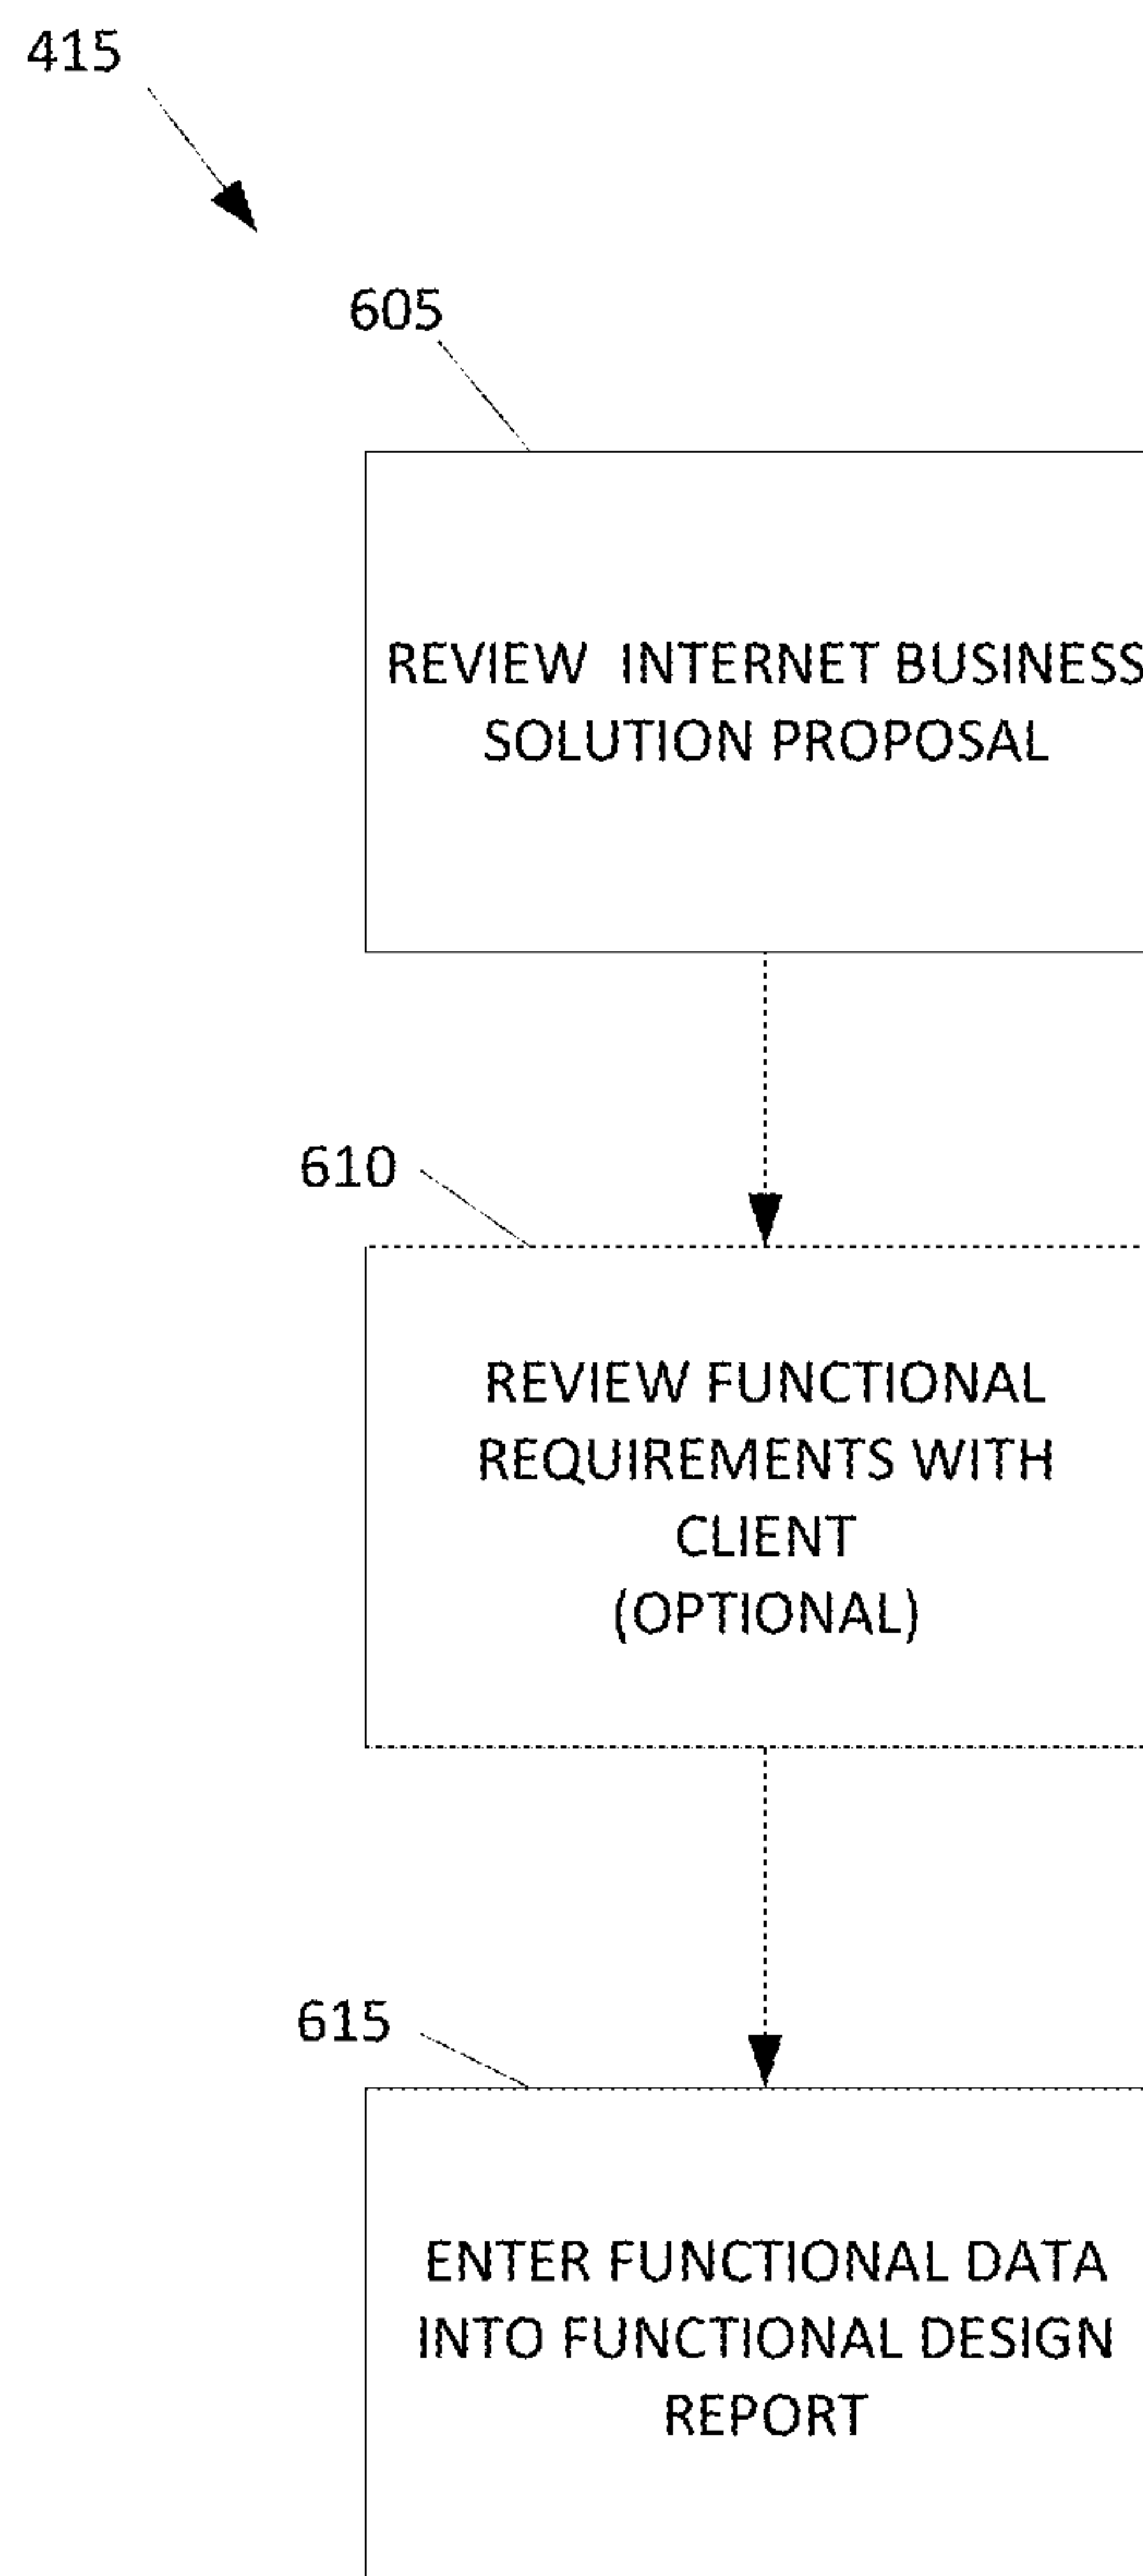 415
605
REVIEW  INTERNET BUSINESS
SOLUTION PROPOSAL
610
REVIEW FUNCTIONAL
REQUIREMENTS WITH
CLIENT
(OPTIONAL)
615
ENTER FUNCTIONAL DATA
INTO FUNCTIONAL DESIGN
REPORT